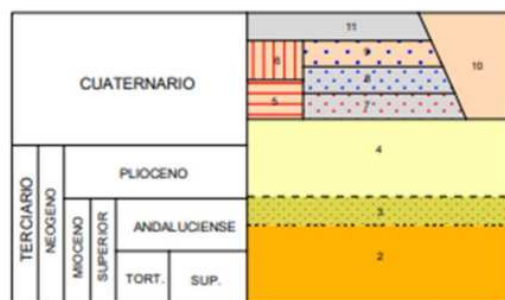 11
6
9
CUATERNARIO
8
10
5
7
TERCIARIO
NEOGENO
PLIOCENO
4
MIOCENO
SUPERIOR
ANDALUCIENSE
3
TORT.
SUP.
2